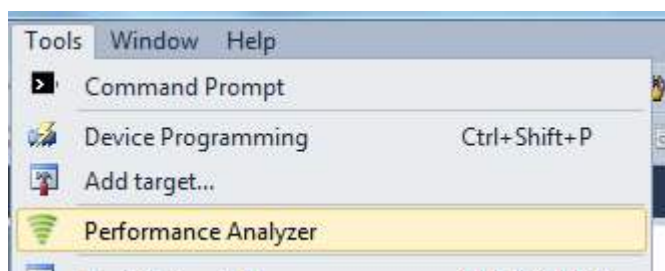 Tools Window Help
Command Prompt
Device Programming Ctrl+Shift+P
Add target...
Performance Analyzer